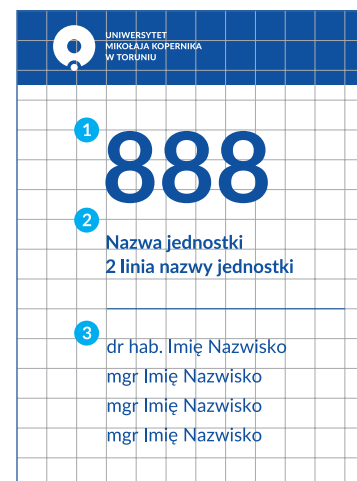 UNIWERSYTET
MIKOŁAJA KOPERNIKA
W TORUNIU
1
888
2
Nazwa jednostki
2 linia nazwy jednostki
3
dr hab. Imię Nazwisko
mgr Imię Nazwisko
mgr Imię Nazwisko
mgr Imię Nazwisko